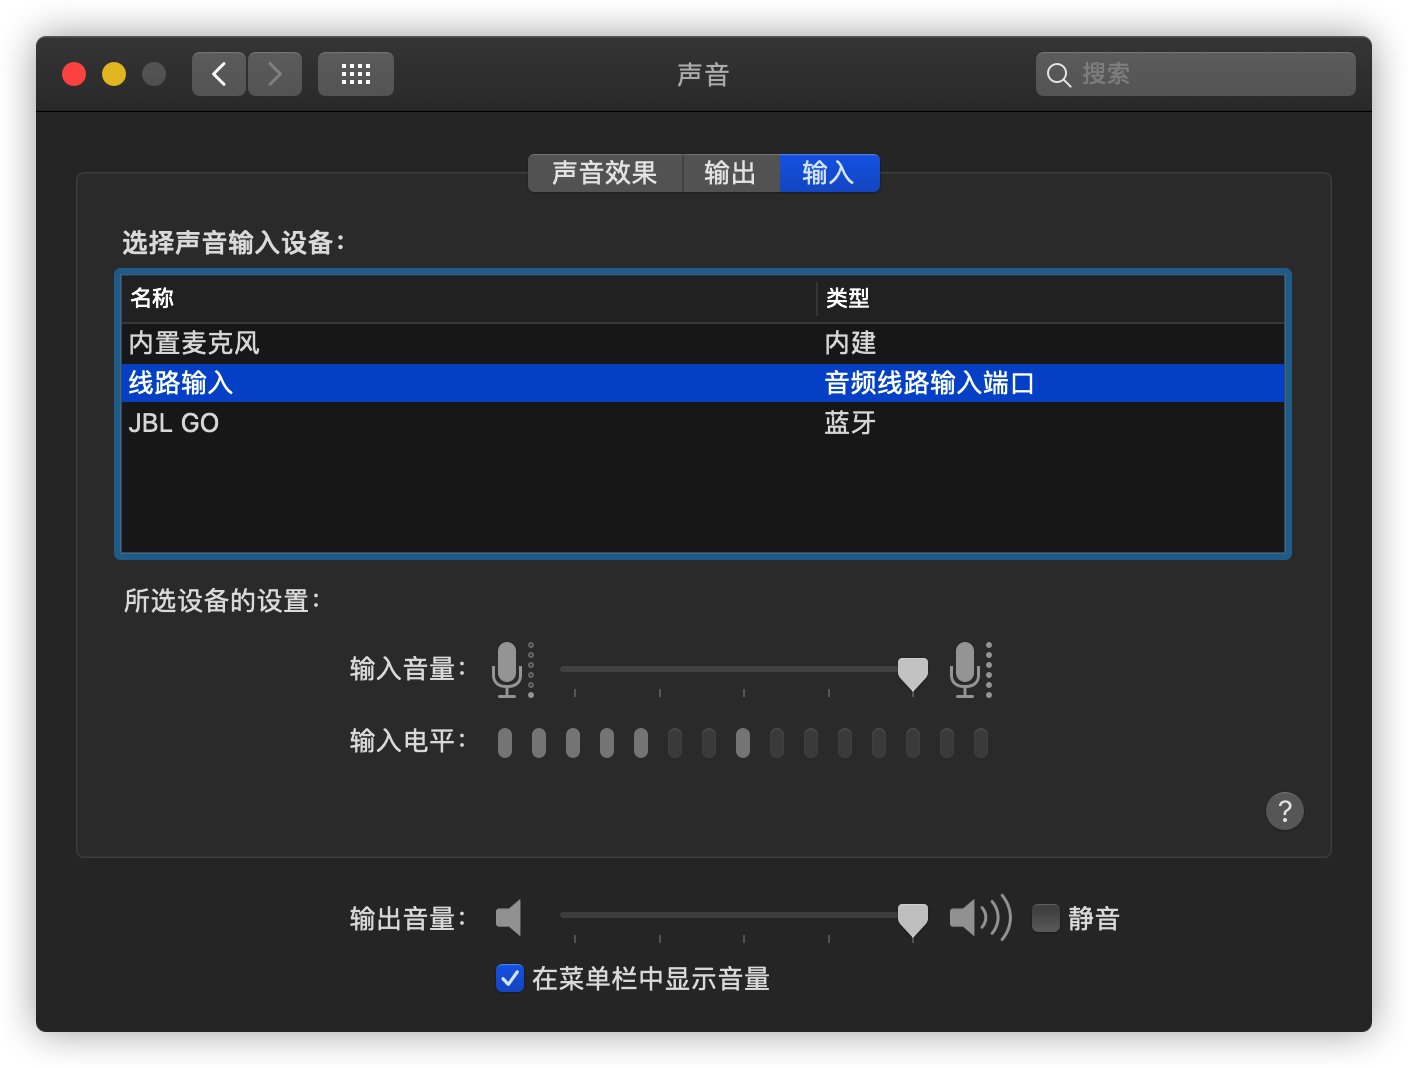 声音
搜索
声音效果 输出 输入
选择声音输入设备：
名称 类型
内置麦克风 内建
线路输入 音频线路输入端口
JBL GO 蓝牙
所选设备的设置：
输入音量：
输入电平：
?
输出音量： 静音
在菜单栏中显示音量